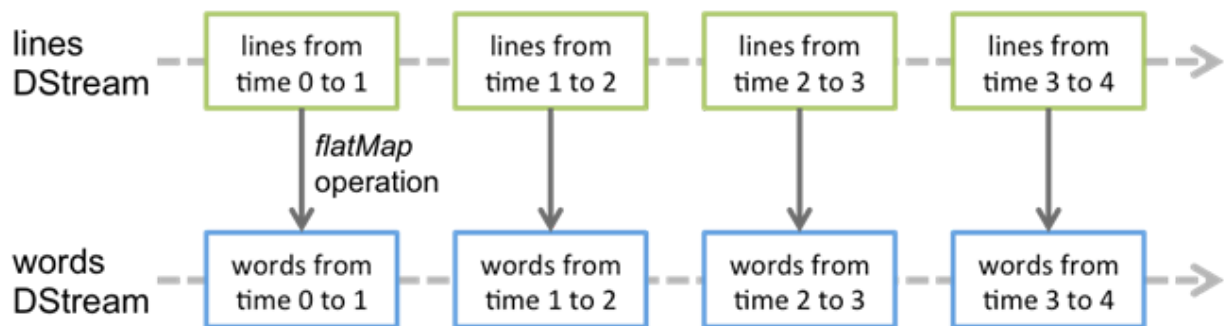 lines
DStream
lines from
time 0 to 1
lines from
time 1 to 2
lines from
time 2 to 3
lines from
time 3 to 4
flatMap
operation
words
DStream
words from
time 0 to 1
words from
time 1 to 2
words from
time 2 to 3
words from
time 3 to 4